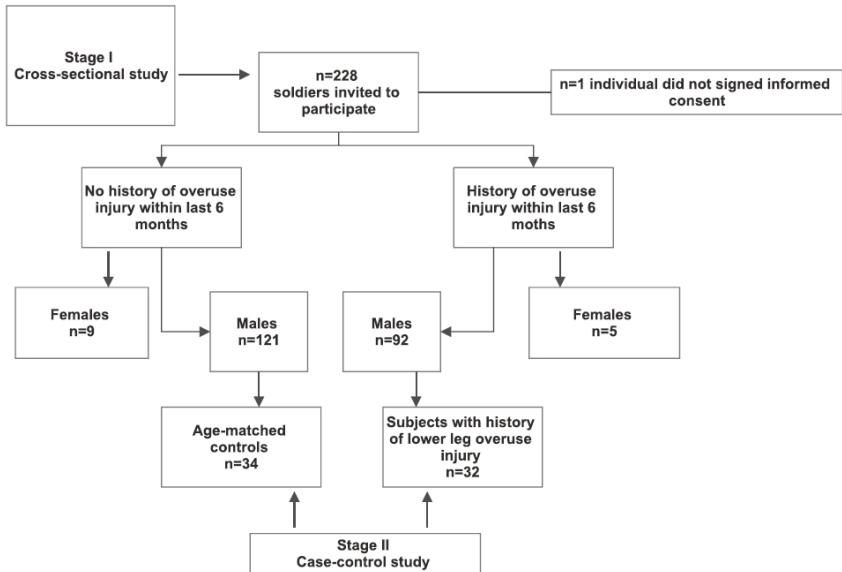 Stage I
Cross-sectional study
n=228
soldiers invited to
participate
n=1 individual did not signed informed
consent
No history of overuse
injury within last 6
months
History of overuse
injury within last 6
moths
Females
n=9
Males
n=121
Males
n=92
Females
n=5
Age-matched
controls
n=34
Subjects with history
of lower leg overuse
injury
n=32
Stage II
Case-control study